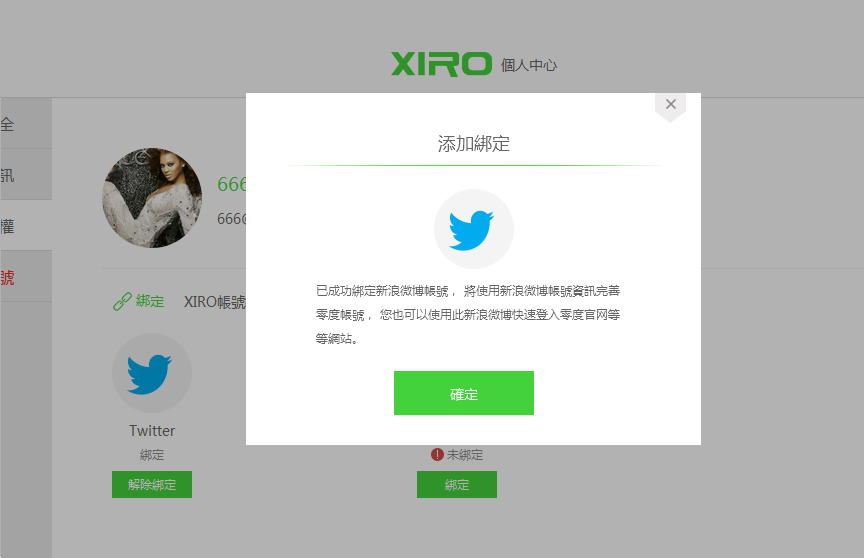 XIRO 個人中心
全
訊
權
號
666
666@
綁定 XIRO帳號
添加綁定
已成功綁定新浪微博帳號， 將使用新浪微博帳號資訊完善
零度帳號， 您也可以使用此新浪微博快速登入零度官网等
等網站。
確定
Twitter
綁定
解除綁定
未綁定
綁定